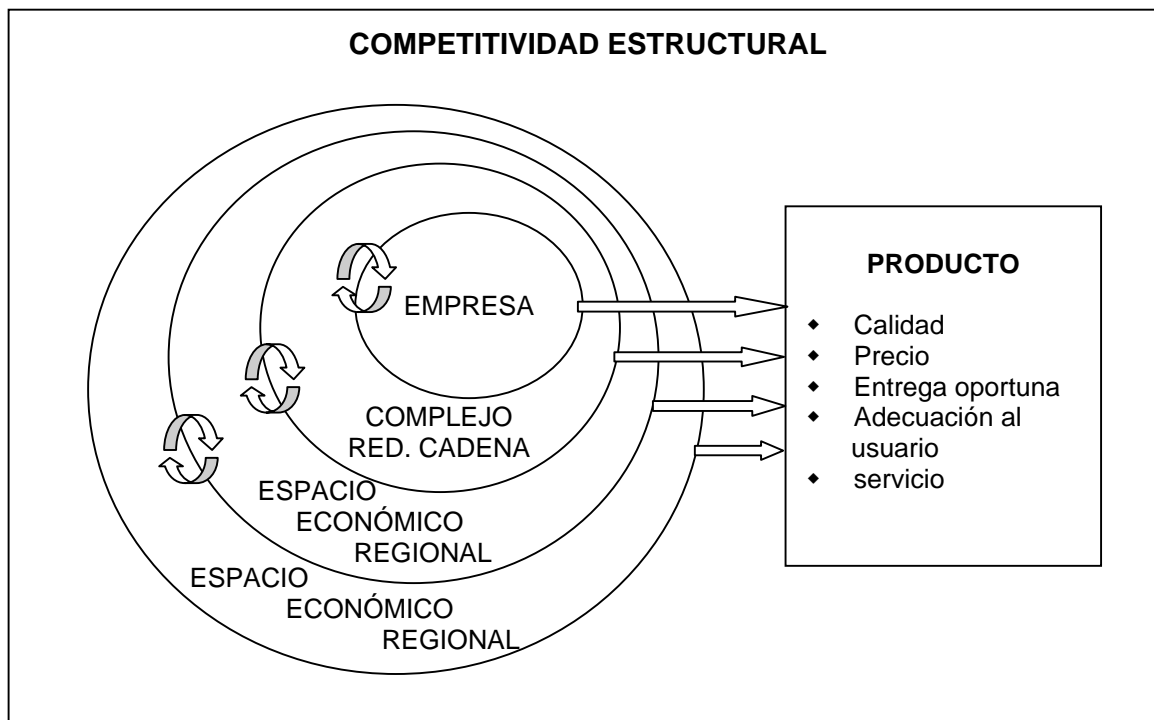 COMPETITIVIDAD ESTRUCTURAL
EMPRESA
COMPLEJO
RED. CADENA
ESPACIO
ECONÓMICO
REGIONAL
ESPACIO
ECONÓMICO
REGIONAL
PRODUCTO
◆ Calidad
◆ Precio
◆ Entrega oportuna
◆ Adecuación al
usuario
◆ servicio